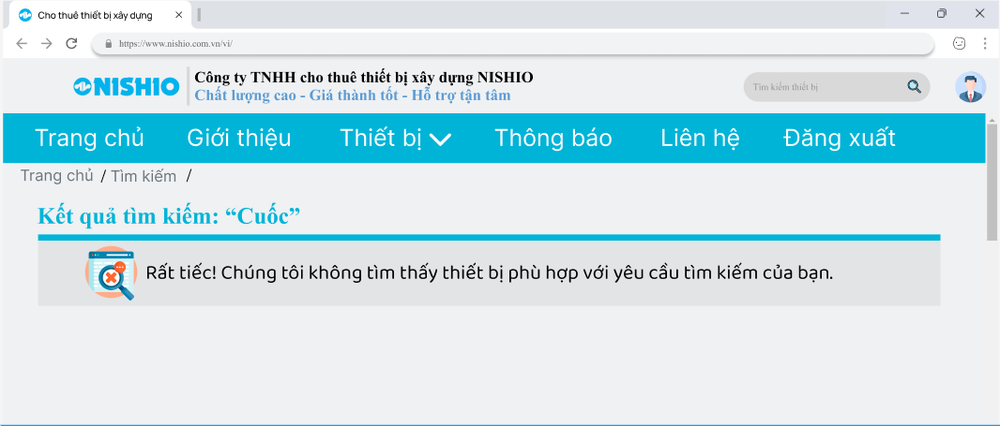 Cho thuê thiết bị xây dựng
https://www.nishio.com.vn/vi/
NISHIO
Công ty TNHH cho thuê thiết bị xây dựng NISHIO
Chất lượng cao - Giá thành tốt - Hỗ trợ tận tâm
Tìm kiếm thiết bị
Trang chủ Giới thiệu Thiết bị Thông báo Liên hệ Đăng xuất
Trang chủ / Tìm kiếm /
Kết quả tìm kiếm: “Cuốc”
Rất tiếc! Chúng tôi không tìm thấy thiết bị phù hợp với yêu cầu tìm kiếm của bạn.